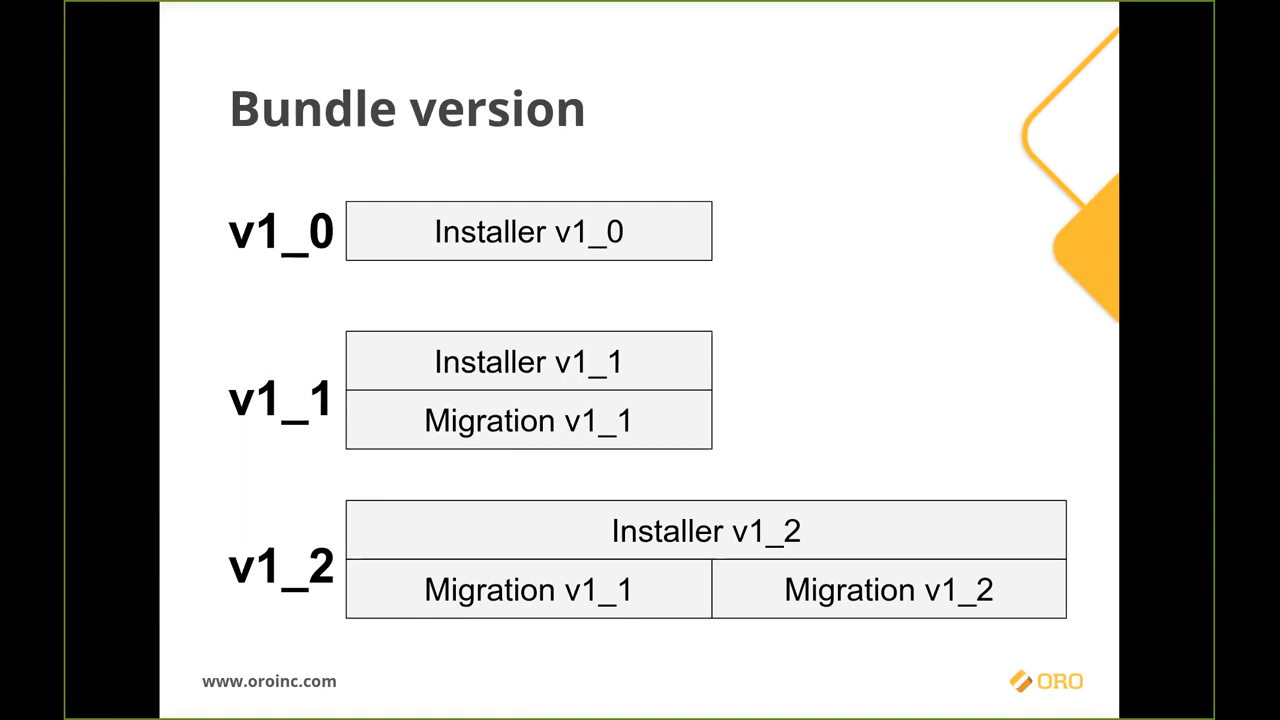 Bundle version
v1_0
Installer v1_0
v1_1
Installer v1_1
Migration v1_1
v1_2
Installer v1_2
Migration v1_1
Migration v1_2
www.oroinc.com
ORO